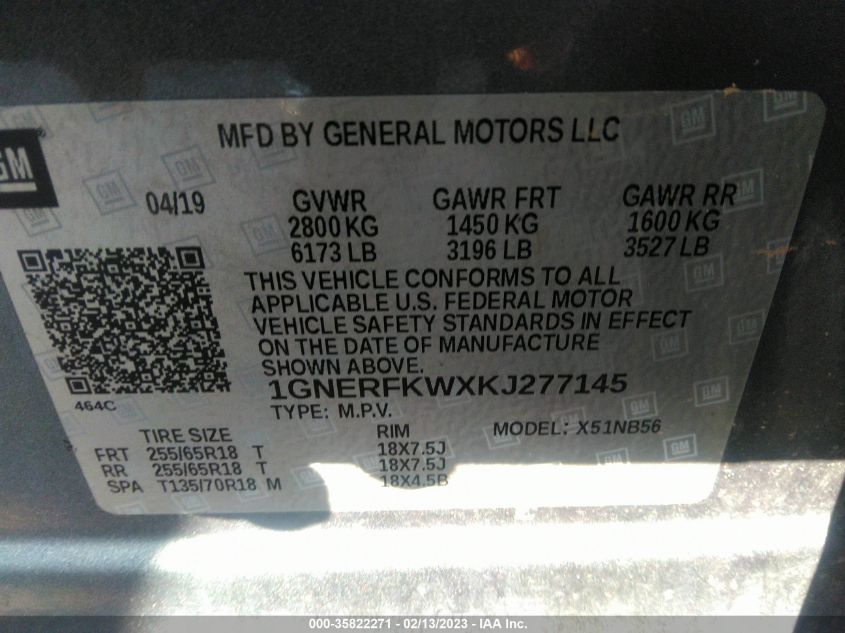 MFD BY GENERAL MOTORS LLC
GM
04/19 GVWR GAWR FRT GAWR RR
2800 KG 1450 KG 1600 KG
6173 LB 3196 LB 3527 LB
THIS VEHICLE CONFORMS TO ALL
APPLICABLE U.S. FEDERAL MOTOR
VEHICLE SAFETY STANDARDS IN EFFECT
ON THE DATE OF MANUFACTURE
SHOWN ABOVE.
1GNERFKWXKJ277145
464C
TYPE: M.P.V.
TIRE SIZE RIM MODEL: X51NB56
FRT 255/65R18 T 18X7.5J
RR 255/65R18 T 18X7.5J
SPA T135/70R18 M 18X4.5B
000-35822271 - 02/13/2023 - IAA Inc.